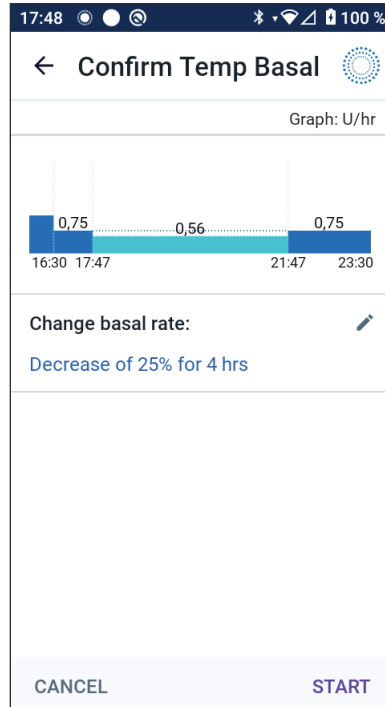 17:48 100 %
Confirm Temp Basal
Graph: U/hr
0,75 0,56 0,75
16:30 17:47 21:47 23:30
Change basal rate:
Decrease of 25% for 4 hrs
CANCEL START